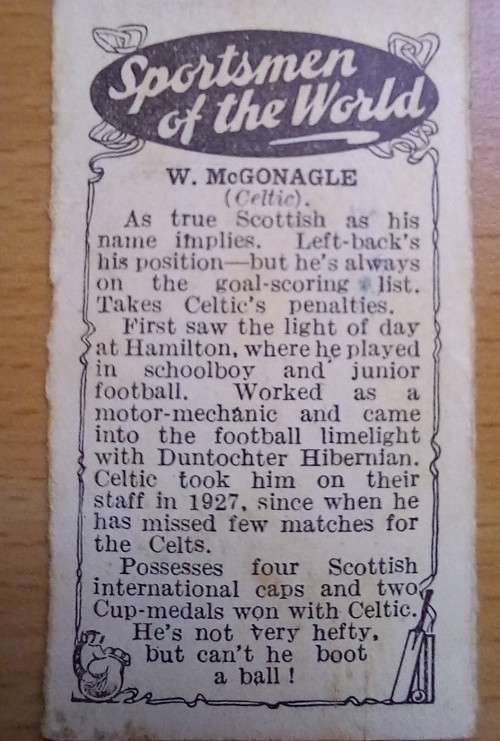 Sportsmen
of the World
W. McGONAGLE
(Celtic).
As true Scottish as his
name implies. Left-back's
his position—but he's always
on the goal-scoring list.
Takes Celtic's penalties.
First saw the light of day
at Hamilton, where he played
in schoolboy and junior
football. Worked as a
motor-mechanic and came
into the football limelight
with Duntochter Hibernian.
Celtic took him on their
staff in 1927, since when he
has missed few matches for
the Celts.
Possesses four Scottish
international caps and two
Cup-medals won with Celtic.
He's not very hefty,
but can't he boot
a ball !